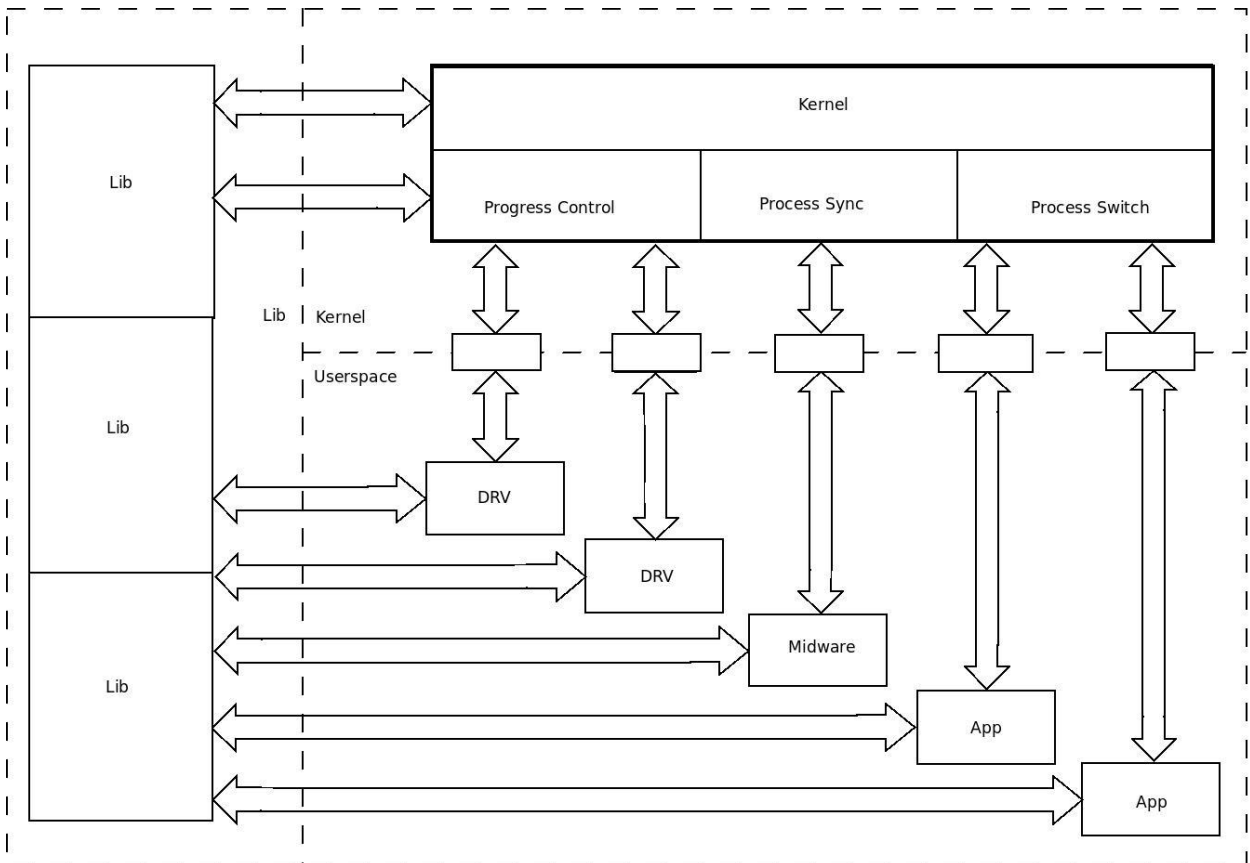 Kernel
Lib
Progress Control
Process Sync
Process Switch
Lib
Kernel
Userspace
Lib
DRV
DRV
Midware
Lib
App
App